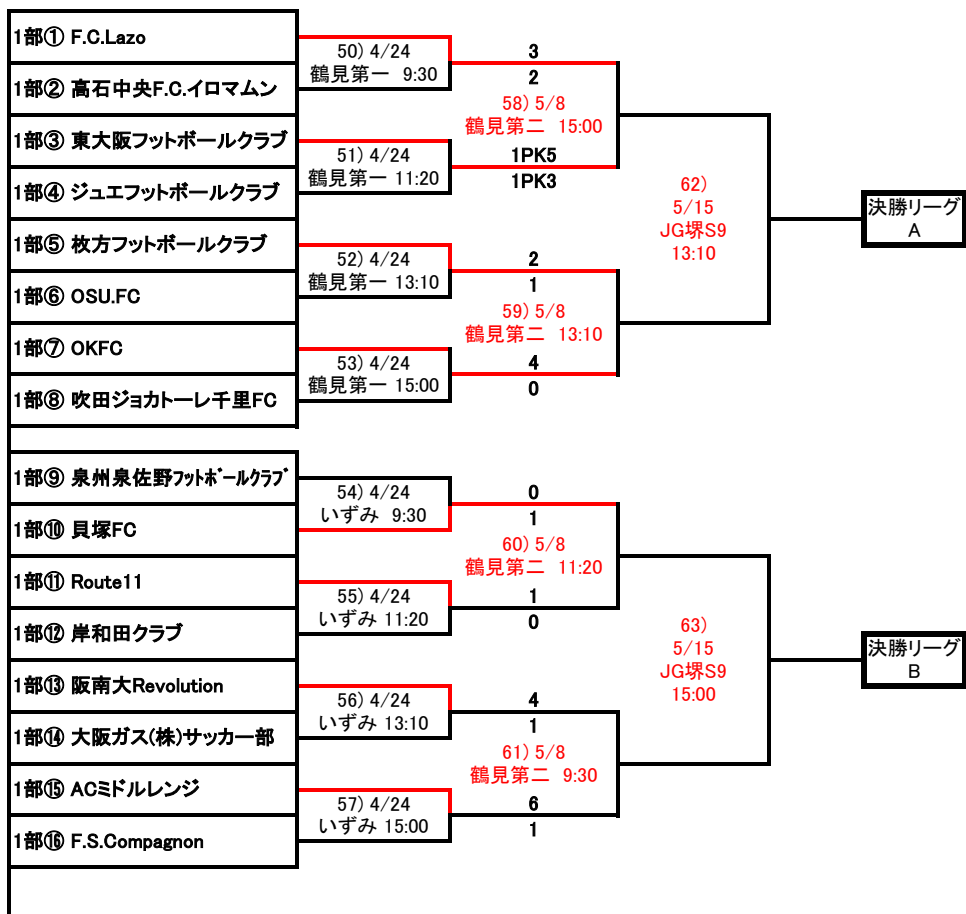 1部① F.C.Lazo
50) 4/24
鶴見第一 9:30
3
2
1部② 高石中央F.C.イロマムン
58) 5/8
鶴見第二 15:00
1部③ 東大阪フットボールクラブ
51) 4/24
鶴見第一 11:20
1PK5
1PK3
1部④ ジュエフットボールクラブ
62)
5/15
JG堺S9
13:10
決勝リーグ
A
1部⑤ 枚方フットボールクラブ
52) 4/24
鶴見第一 13:10
2
1
1部⑥ OSU.FC
59) 5/8
鶴見第二 13:10
1部⑦ OKFC
53) 4/24
鶴見第一 15:00
4
0
1部⑧ 吹田ジョカトーレ千里FC
1部⑨ 泉州泉佐野ﾌｯﾄﾎﾞｰﾙｸﾗﾌﾞ
54) 4/24
いずみ 9:30
0
1
1部⑩ 貝塚FC
60) 5/8
鶴見第二 11:20
1部⑪ Route11
55) 4/24
いずみ 11:20
1
0
1部⑫ 岸和田クラブ
63)
5/15
JG堺S9
15:00
決勝リーグ
B
1部⑬ 阪南大Revolution
56) 4/24
いずみ 13:10
4
1
1部⑭ 大阪ガス(株)サッカー部
61) 5/8
鶴見第二 9:30
1部⑮ ACミドルレンジ
57) 4/24
いずみ 15:00
6
1
1部⑯ F.S.Compagnon